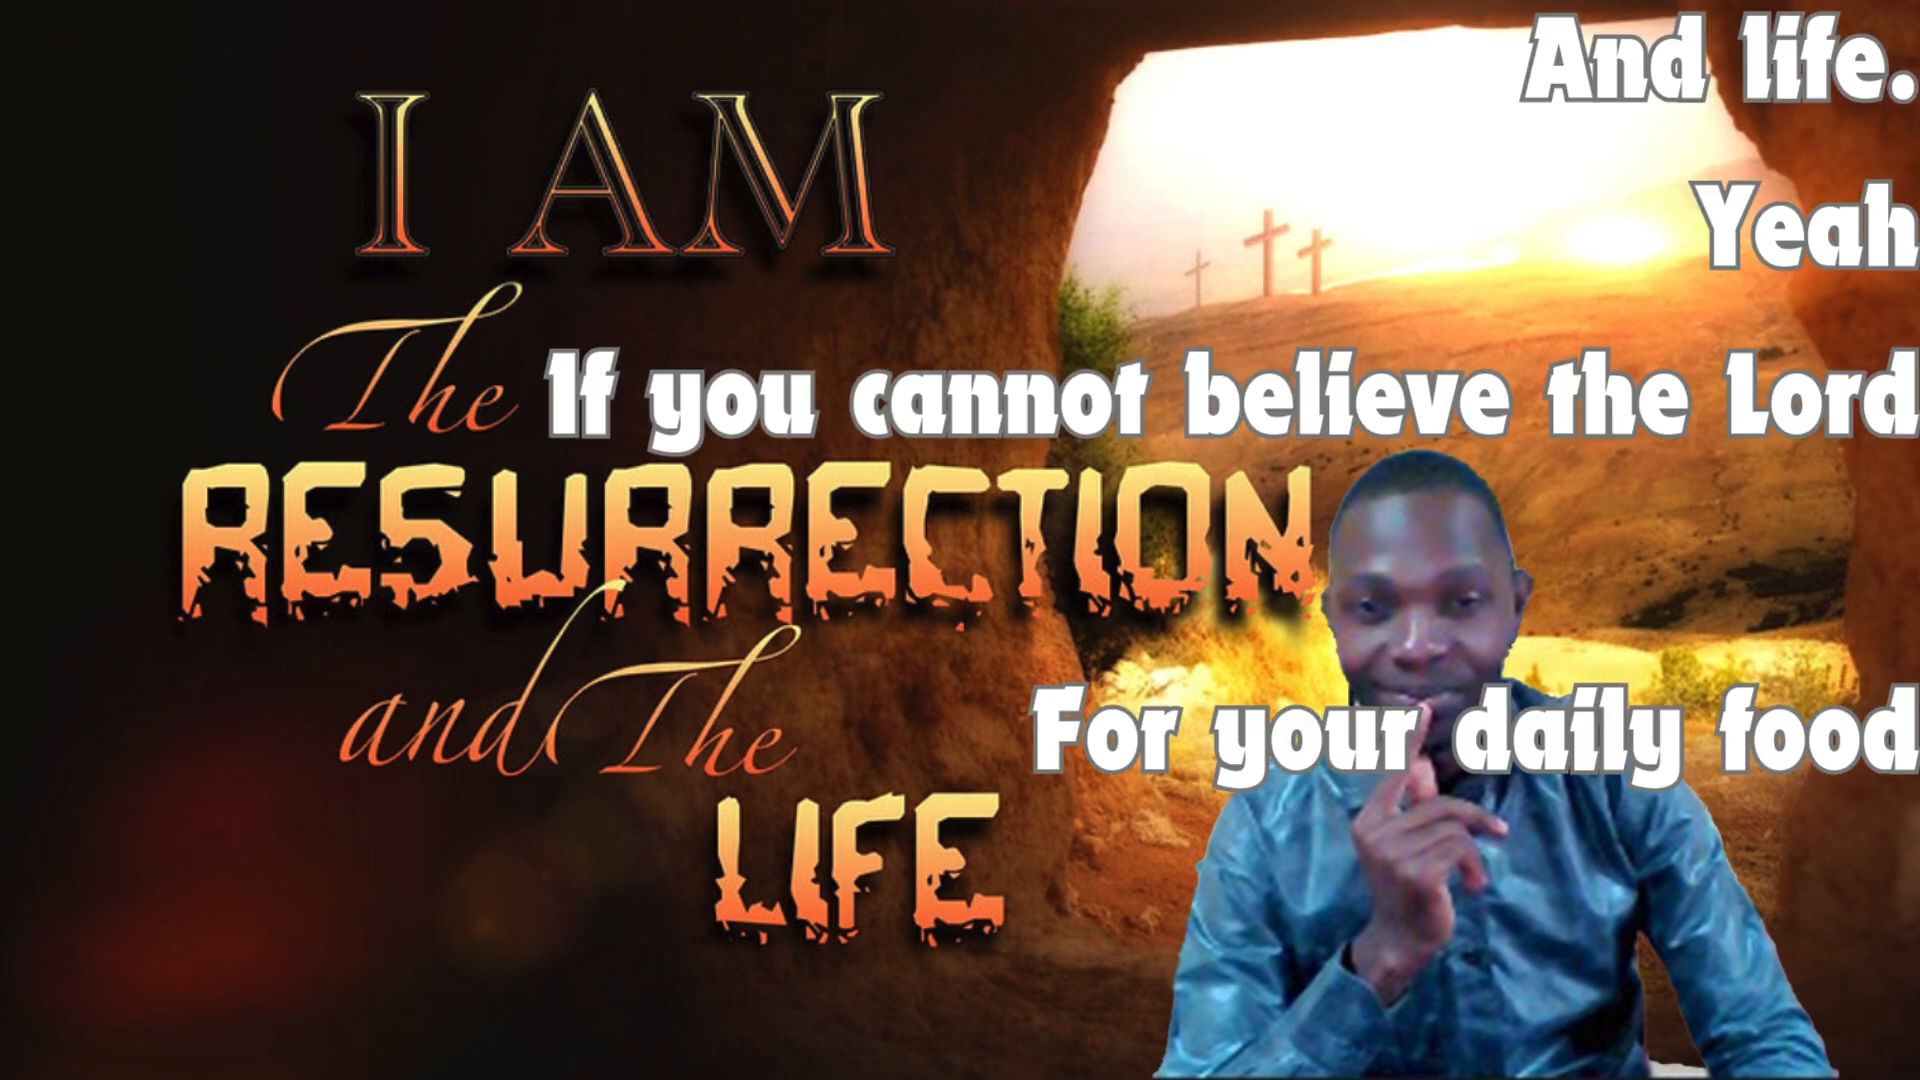 And life.
I AM
Yeah
The
If you cannot believe the Lord
RESURRECTION
and The
For your daily food
LIFE